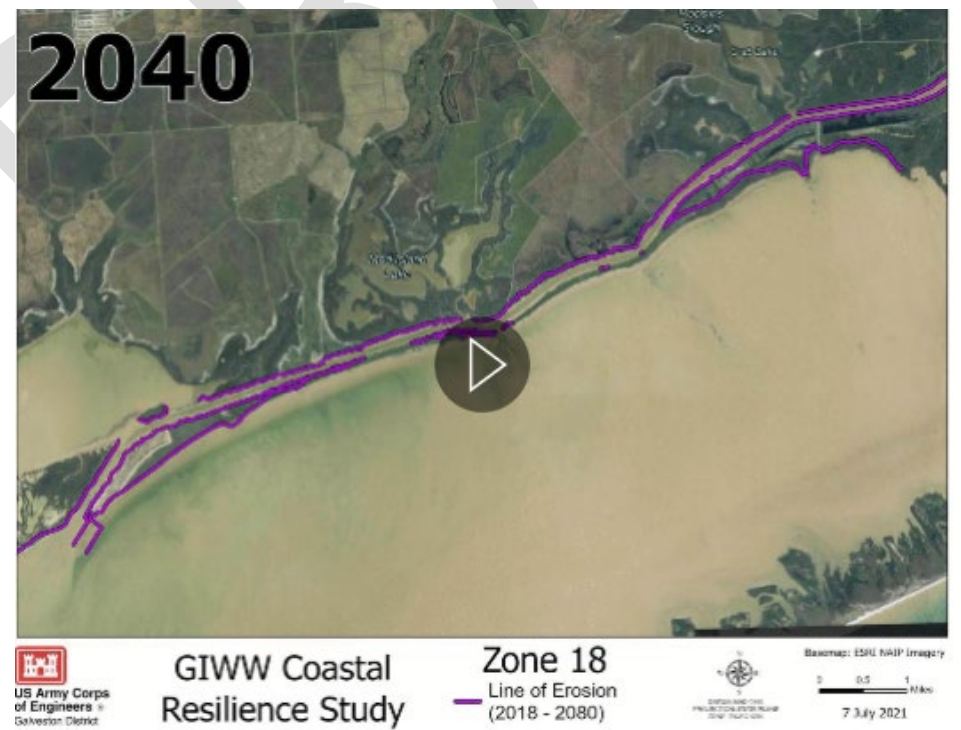 2040
Lake
US Army Corps
of Engineers ®
Galveston District
GIWW Coastal
Resilience Study
Zone 18
Line of Erosion
(2018 - 2080)
N
Basemap: ESRI NAIP Imagery
0 0.5 1
Miles
7 July 2021